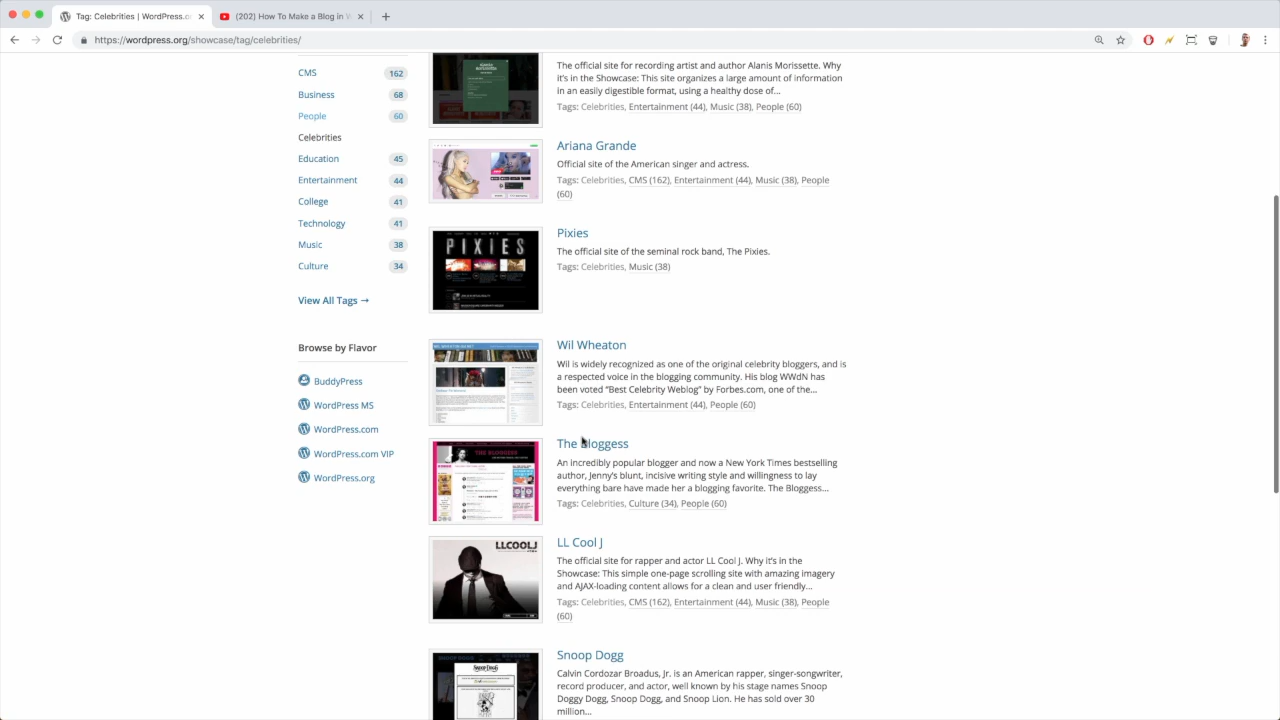 Tag: Celebrities | WordPress.or
(202) How To Make a Blog in W
https://wordpress.org/showcase/tag/celebrities/
CMS 162
Business 68
People 60
Celebrities
Education 45
Entertainment 44
College 41
Technology 41
Music 38
Culture 34
View All Tags →
Browse by Flavor
BuddyPress
WordPress MS
WordPress.com
WordPress.com VIP
WordPress.org
The official site for recording artist and author Alanis Morissette. Why
it's in the Showcase: The site organizes a large amount of information
in an easily digestible format, using a healthy dose of...
Tags: Celebrities, Entertainment (44), Music (38), People (60)
Ariana Grande
Official site of the American singer and actress.
Tags: Celebrities, CMS (162), Entertainment (44), Music (38), People
(60)
PIXIES
Pixies
The official site of the seminal rock band, The Pixies.
Tags: Celebrities, Music (38)
Wil Wheaton
Wil is widely recognized as one of the original celebrity bloggers, and is
a respected voice in the blogging community. His blog WWdN has
been voted "Best Celebrity Weblog" by Forbes.com, one of the...
Tags: Celebrities, Entertainment (44), People (60)
THE BLOGGESS
The Bloggess
An incredibly popular blogger and now a New York Times bestselling
author, Jenny's blunt, incisive writing style and willingness to lay
everything bare have made her a blogging favorite. The Bloggess...
Tags: Celebrities, Culture (34), People (60)
LLCOOLJ
LL Cool J
The official site for rapper and actor LL Cool J. Why it's in the
Showcase: This simple one-page scrolling site with amazing imagery
and AJAX-loading content allows for a clean and user friendly...
Tags: Celebrities, CMS (162), Entertainment (44), Music (38), People
(60)
SNOOP DOGG
Snoop Dogg
Calvin Cordozar Broadus, Jr. is an American rapper, singer-songwriter,
record producer, and actor, well known by his stage names Snoop
Doggy Dogg, Snoop Dogg, and Snoop Lion. He has sold over 30
million...